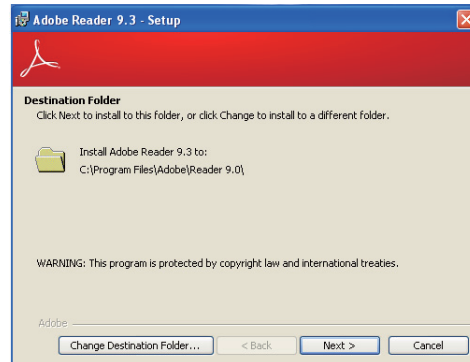 Adobe Reader 9.3 - Setup
Destination Folder
Click Next to install to this folder, or click Change to install to a different folder.
Install Adobe Reader 9.3 to:
C:\Program Files\Adobe\Reader 9.0\
WARNING: This program is protected by copyright law and international treaties.
Adobe
Change Destination Folder... < Back Next > Cancel